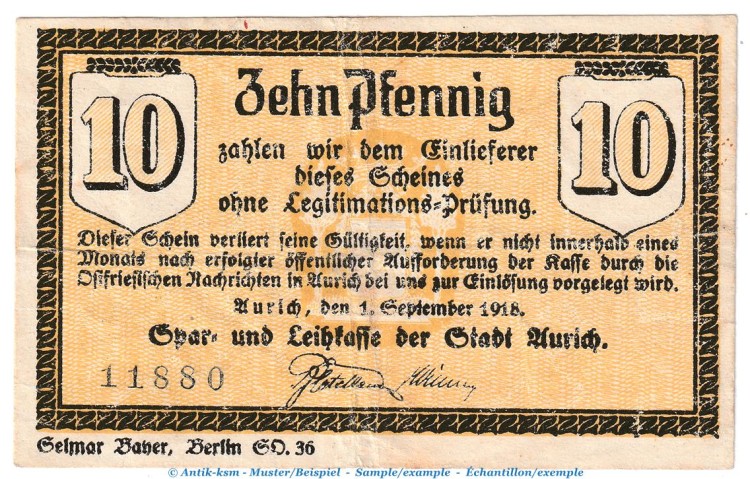 10
Zehn Pfennig
10
zahlen wir dem Einlieferer
dieses Scheines
ohne Legitimations-Prüfung.
Dieser Schein verliert seine Gültigkeit, wenn er nicht innerhalb eines
Monats nach erfolgter öffentlicher Aufforderung der Kasse durch die
Ostfriesischen Nachrichten in Aurich bei uns zur Einlösung vorgelegt wird.
Aurich, den 1. September 1918.
Spar- und Leihkasse der Stadt Aurich.
11880
Selmar Bayer, Berlin SO. 36
© Antik-ksm - Muster/Beispiel - Sample/example - Échantillon/exemple